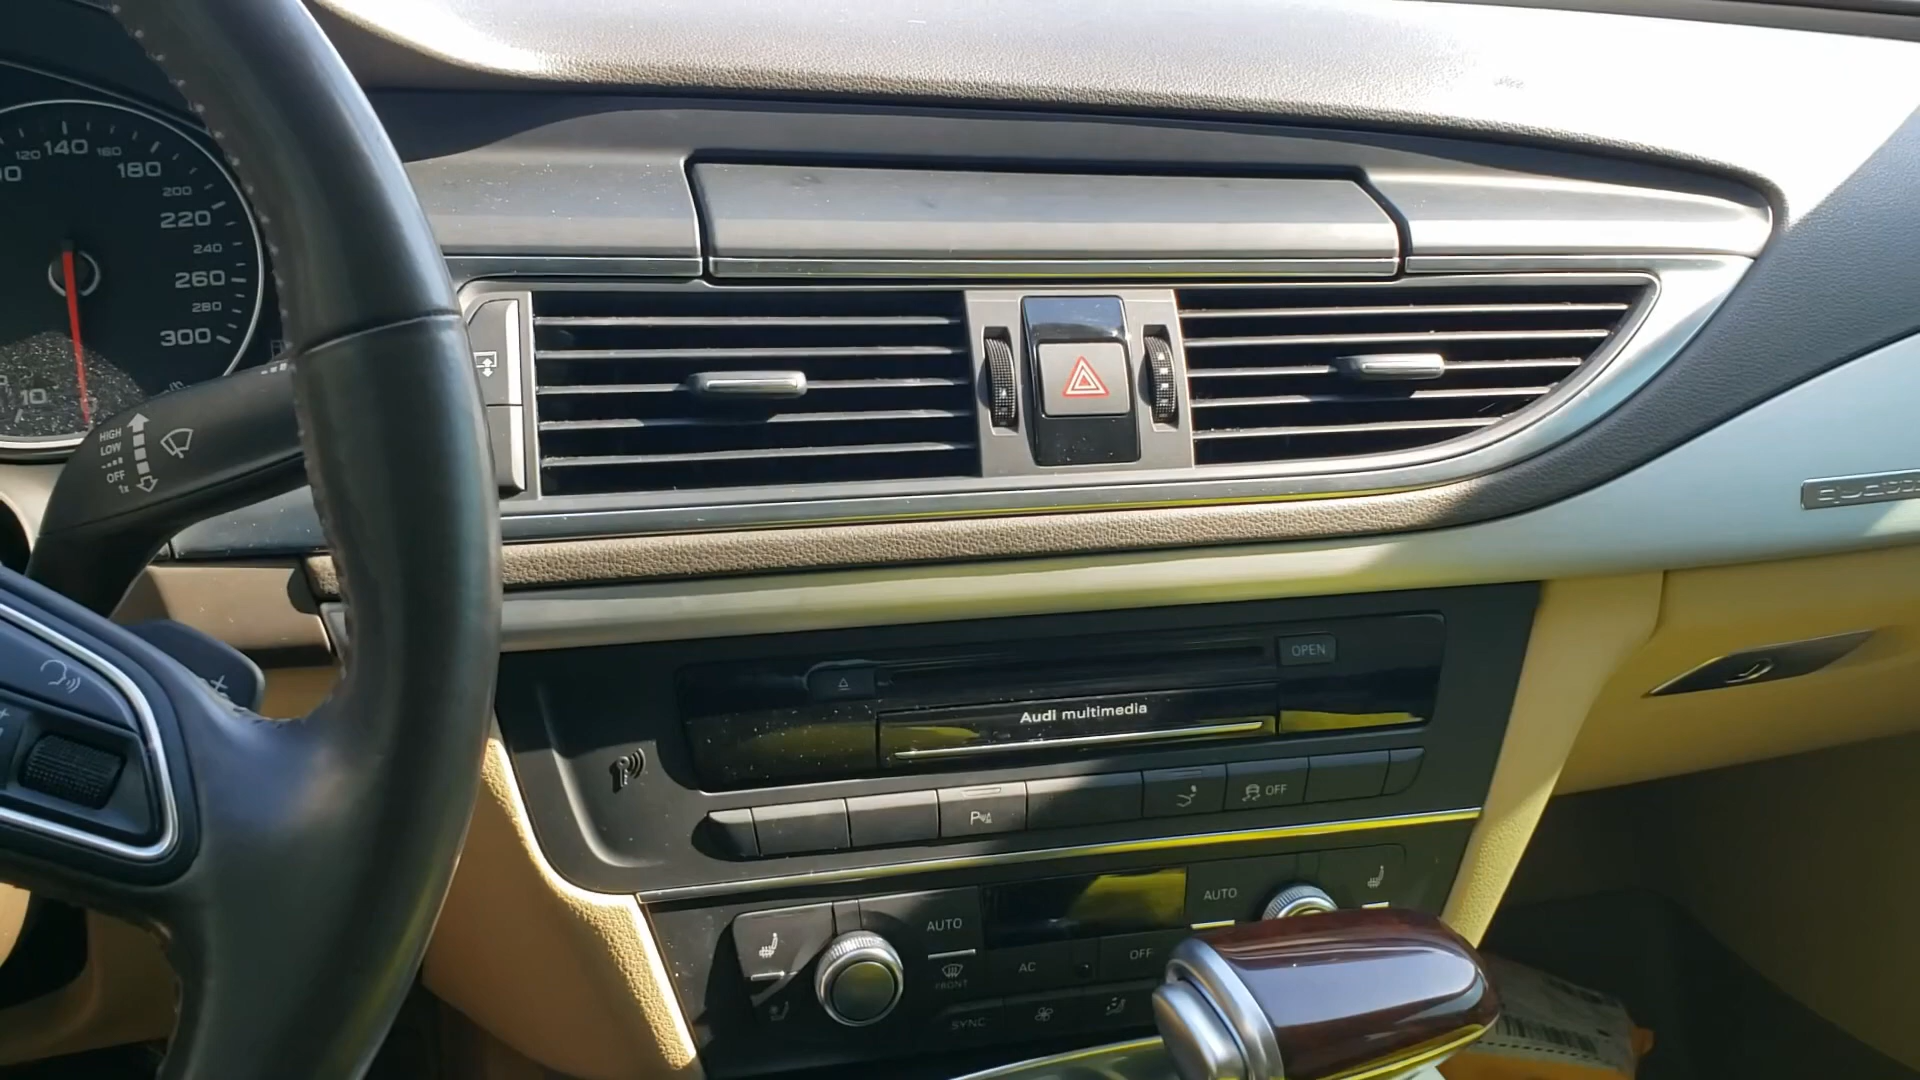 120 140 160
180
200
220
240
260
280
300
10
HIGH
LOW
OFF
1x
quattro
OPEN
Audi multimedia
P
OFF
AUTO
AUTO
FRONT
AC
OFF
SYNC